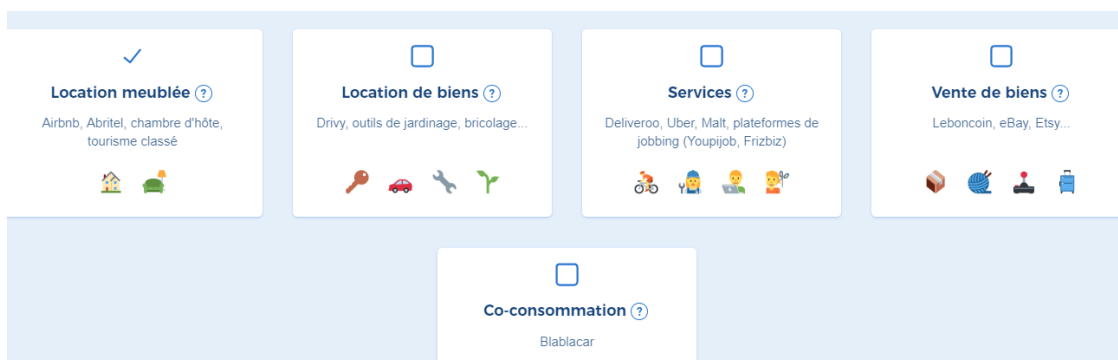 Location meublée ?
Airbnb, Abritel, chambre d'hôte,
tourisme classé
Location de biens ?
Drivy, outils de jardinage, bricolage...
Services ?
Deliveroo, Uber, Malt, plateformes de
jobbing (Youpijob, Frizbiz)
Vente de biens ?
Leboncoin, eBay, Etsy...
Co-consommation ?
Blablacar